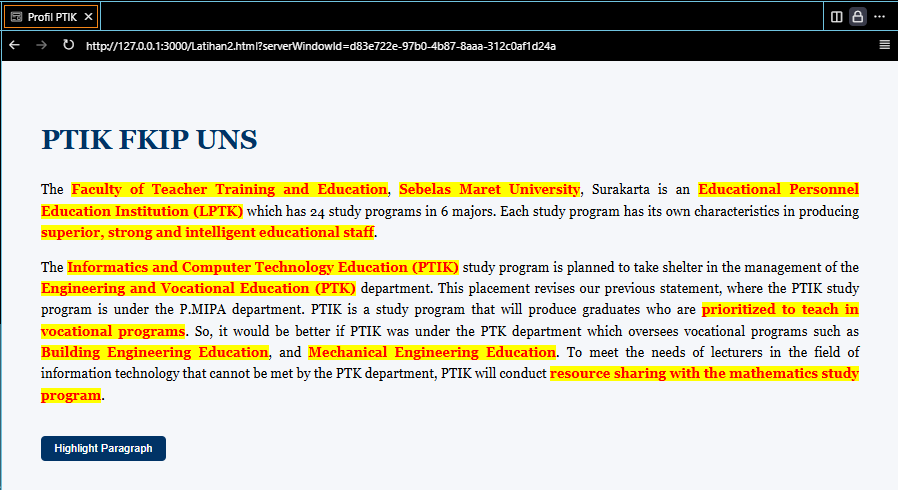 Profil PTIK
http://127.0.0.1:3000/Latihan2.html?serverWindowId=d83e722e-97b0-4b87-8aaa-312c0af1d24a
PTIK FKIP UNS
The Faculty of Teacher Training and Education, Sebelas Maret University, Surakarta is an Educational Personnel
Education Institution (LPTK) which has 24 study programs in 6 majors. Each study program has its own characteristics in producing
superior, strong and intelligent educational staff.
The Informatics and Computer Technology Education (PTIK) study program is planned to take shelter in the management of the
Engineering and Vocational Education (PTK) department. This placement revises our previous statement, where the PTIK study
program is under the P.MIPA department. PTIK is a study program that will produce graduates who are prioritized to teach in
vocational programs. So, it would be better if PTIK was under the PTK department which oversees vocational programs such as
Building Engineering Education, and Mechanical Engineering Education. To meet the needs of lecturers in the field of
information technology that cannot be met by the PTK department, PTIK will conduct resource sharing with the mathematics study
program.
Highlight Paragraph